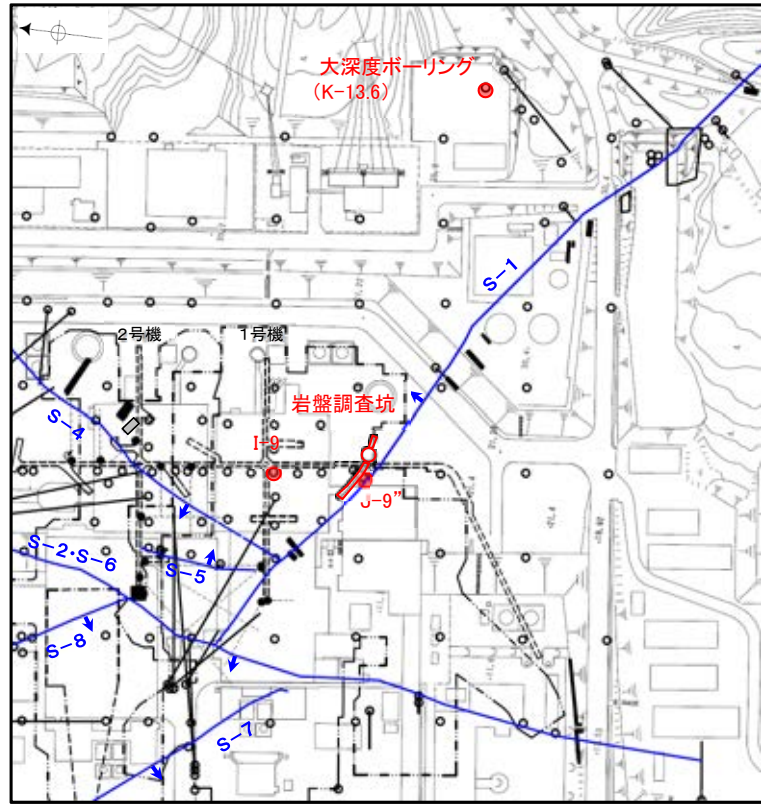 大深度ボーリング
(K-13.6)
S-1
2号機
1号機
岩盤調査坑
S-4
I-9
J-9”
S-2・S-6
S-5
S-8
S-7